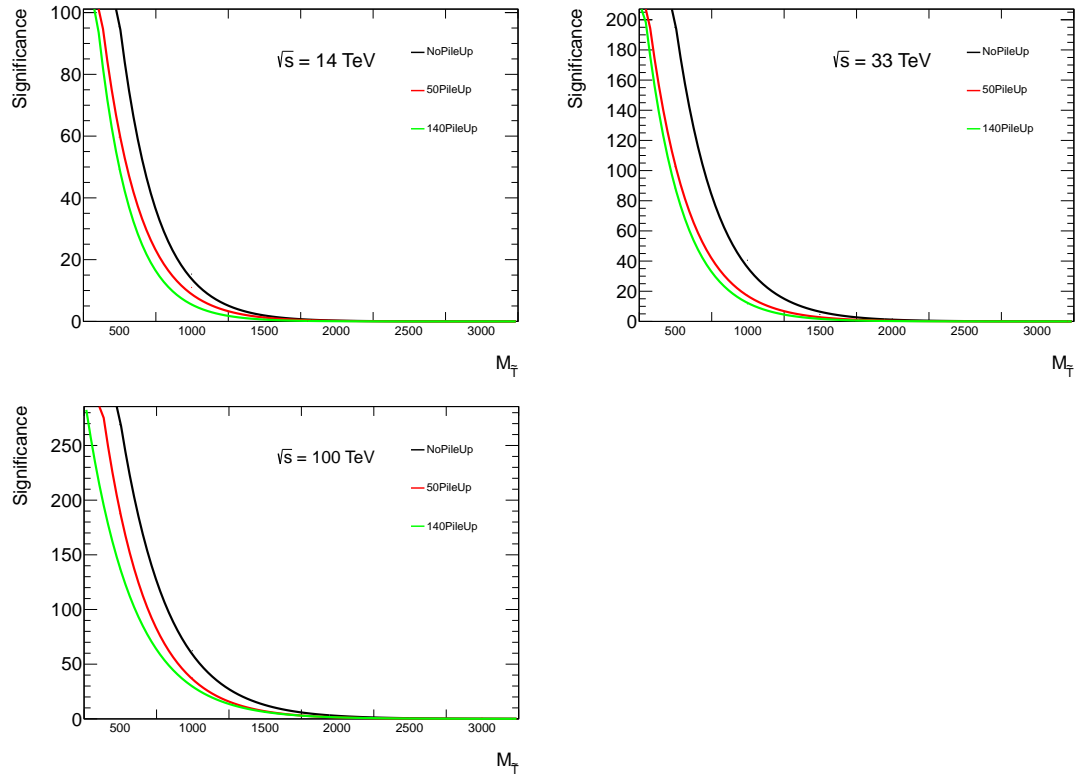 Significance
100
80
60
40
20
0
√s = 14 TeV
NoPileUp
50PileUp
140PileUp
500 1000 1500 2000 2500 3000
M_T̃
Significance
200
180
160
140
120
100
80
60
40
20
0
√s = 33 TeV
NoPileUp
50PileUp
140PileUp
500 1000 1500 2000 2500 3000
M_T̃
Significance
250
200
150
100
50
0
√s = 100 TeV
NoPileUp
50PileUp
140PileUp
500 1000 1500 2000 2500 3000
M_T̃